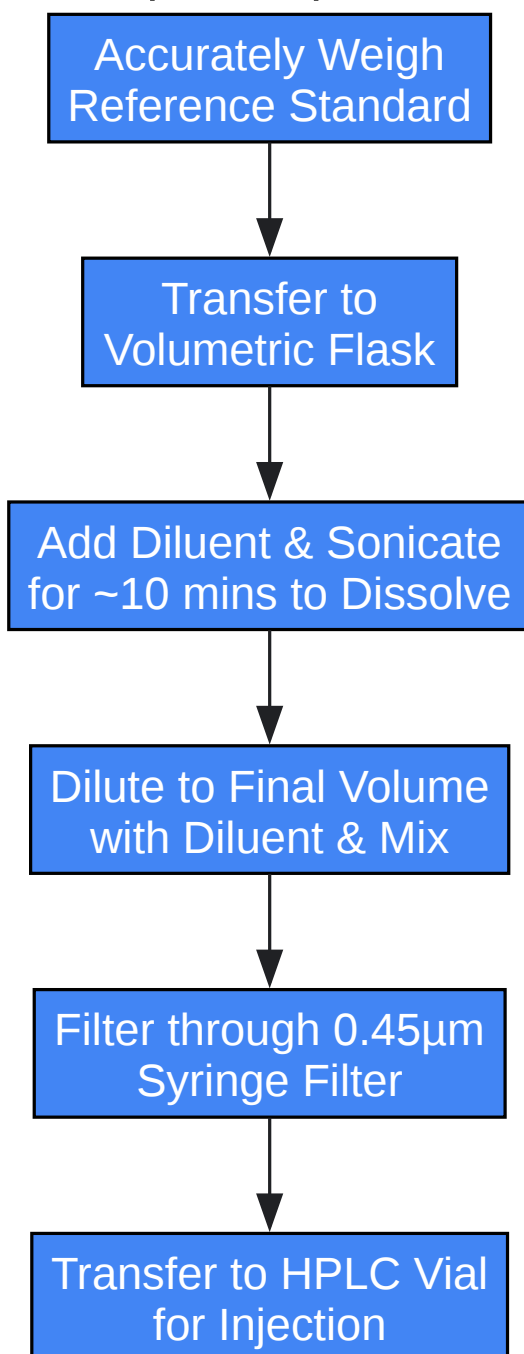 Accurately Weigh
Reference Standard
Transfer to
Volumetric Flask
Add Diluent & Sonicate
for ~10 mins to Dissolve
Dilute to Final Volume
with Diluent & Mix
Filter through 0.45µm
Syringe Filter
Transfer to HPLC Vial
for Injection